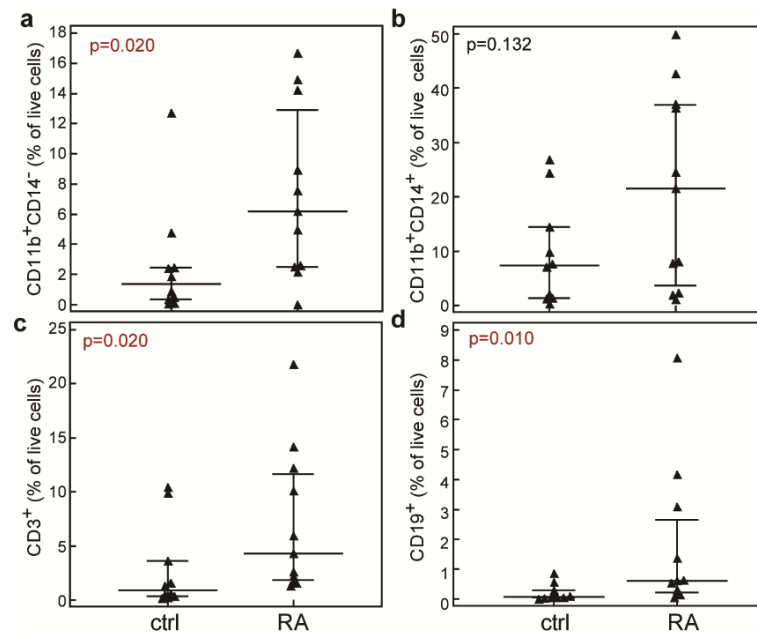 a
p=0.020
CD11b+CD14- (% of live cells)
18
16
14
12
10
8
6
4
2
0
b
p=0.132
CD11b+CD14+ (% of live cells)
50
40
30
20
10
0
c
p=0.020
CD3+ (% of live cells)
25
20
15
10
5
0
ctrl
RA
d
p=0.010
CD19+ (% of live cells)
9
8
7
6
5
4
3
2
1
0
ctrl
RA